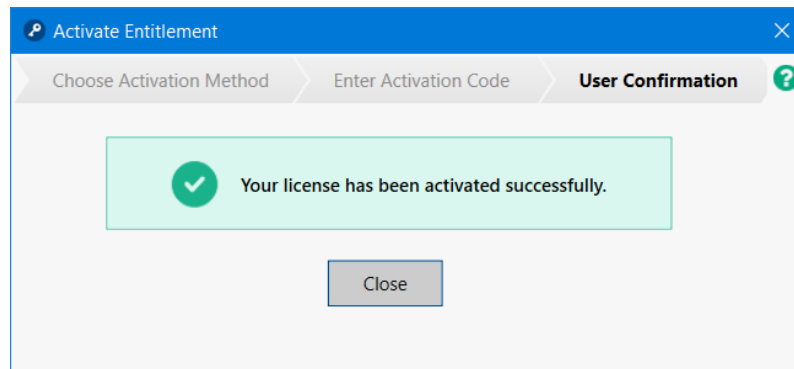 Activate Entitlement
Choose Activation Method Enter Activation Code User Confirmation ?
Your license has been activated successfully.
Close